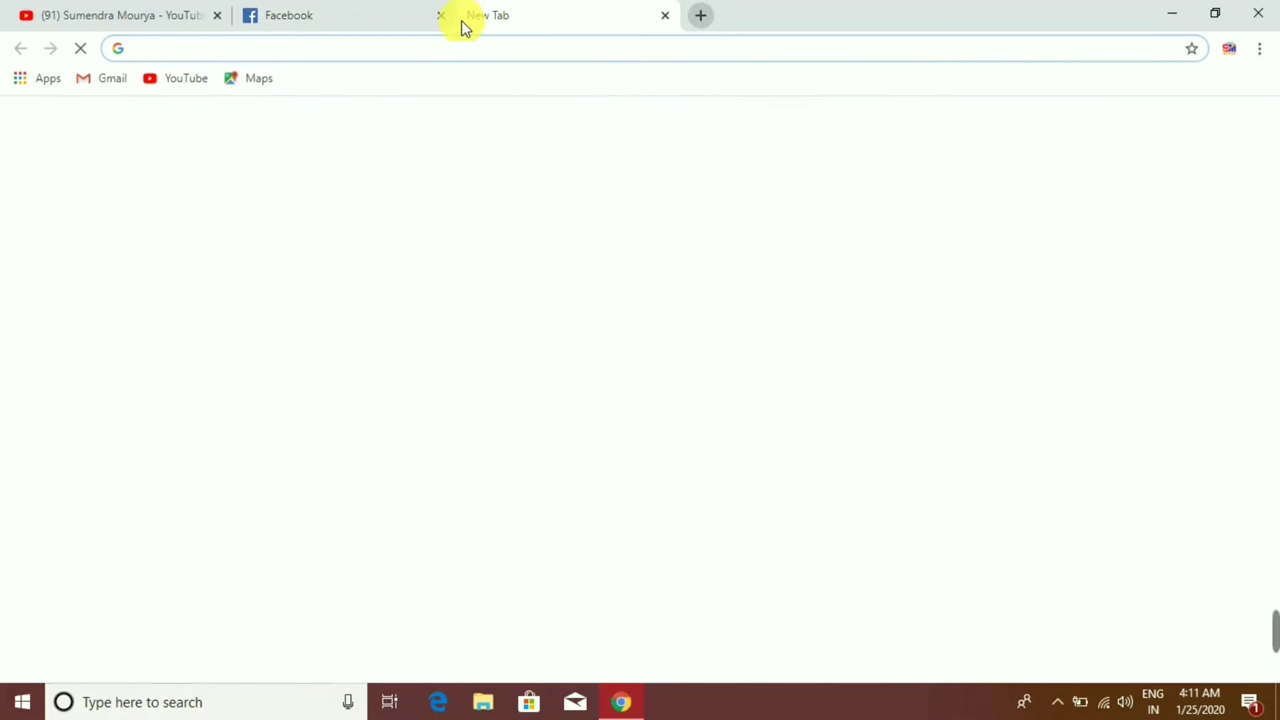 (91) Sumendra Mourya - YouTub
Facebook
New Tab
Apps
Gmail
YouTube
Maps
Type here to search
ENG
IN
4:11 AM
1/25/2020
1